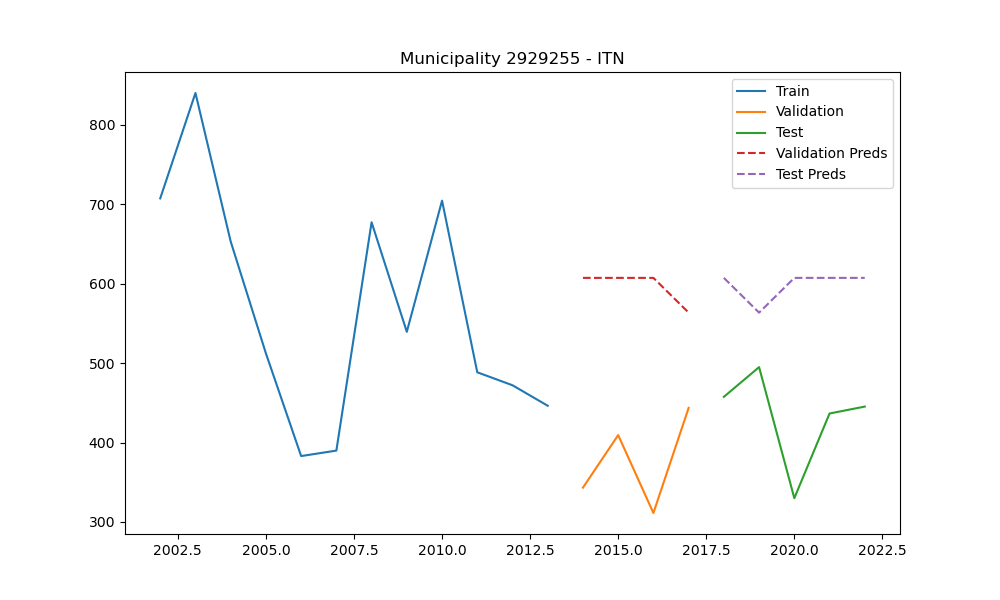 Municipality 2929255 - ITN
Train
Validation
Test
Validation Preds
Test Preds
800
700
600
500
400
300
2002.5 2005.0 2007.5 2010.0 2012.5 2015.0 2017.5 2020.0 2022.5